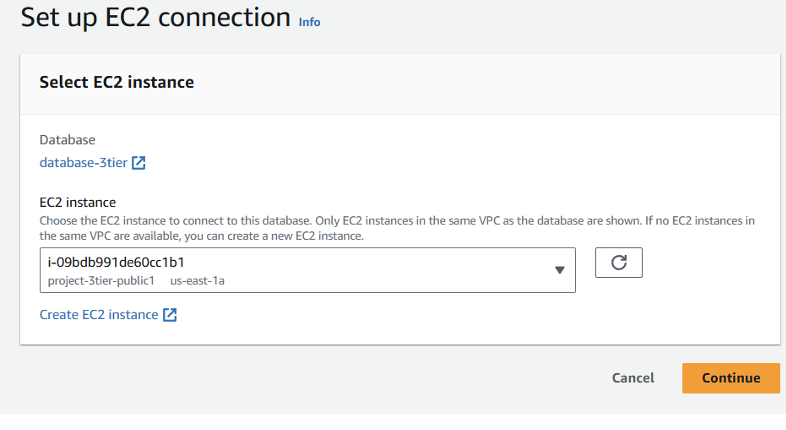 Set up EC2 connection Info
Select EC2 instance
Database
database-3tier
EC2 instance
Choose the EC2 instance to connect to this database. Only EC2 instances in the same VPC as the database are shown. If no EC2 instances in
the same VPC are available, you can create a new EC2 instance.
i-09bdb991de60cc1b1
project-3tier-public1 us-east-1a
Create EC2 instance
Cancel Continue